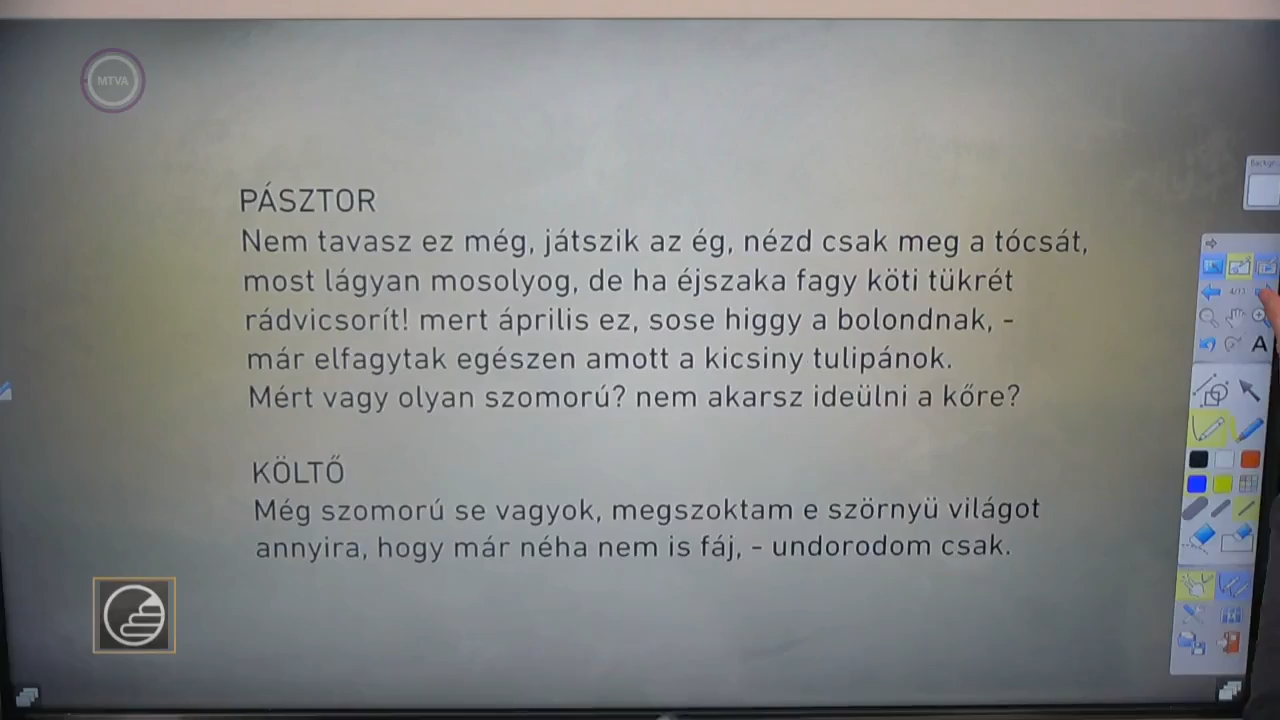 MTVA
PÁSZTOR
Nem tavasz ez még, játszik az ég, nézd csak meg a tócsát,
most lágyan mosolyog, de ha éjszaka fagy köti tükrét
rádvicsorít! mert április ez, sose higgy a bolondnak, -
már elfagytak egészen amott a kicsiny tulipánok.
Mért vagy olyan szomorú? nem akarsz ideülni a kőre?
KÖLTŐ
Még szomorú se vagyok, megszoktam e szörnyü világot
annyira, hogy már néha nem is fáj, - undorodom csak.
4/13
A